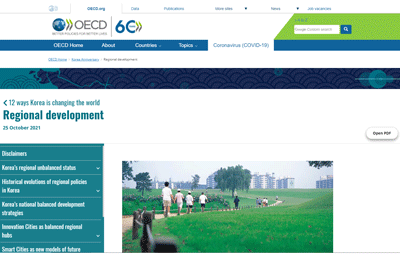 OECD.org
Data
Publications
More sites
News
Job vacancies
OECD
60
BETTER POLICIES FOR BETTER LIVES
OECD Home
About
Countries
Topics
Coronavirus (COVID-19)
OECD Home
Korea Anniversary
Regional development
12 ways Korea is changing the world
Regional development
25 October 2021
Open PDF
Disclaimers
Korea's regional unbalanced status
Historical evolutions of regional policies
in Korea
Korea's national balanced development
strategies
Innovation Cities as balanced regional
hubs
Smart Cities as new models of future